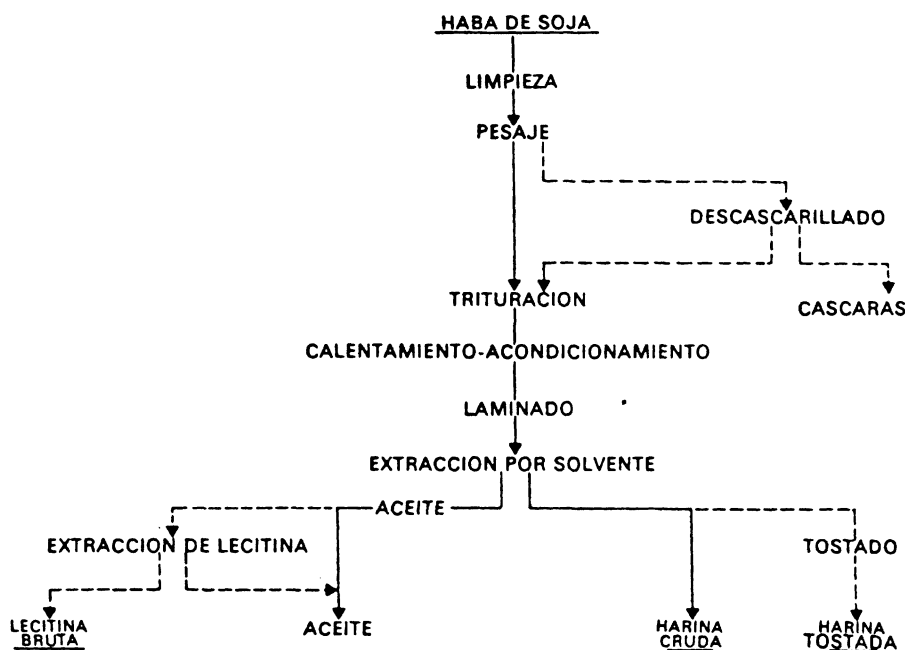 HABA DE SOJA
LIMPIEZA
PESAJE
DESCASCARILLADO
TRITURACION
CASCARAS
CALENTAMIENTO-ACONDICIONAMIENTO
LAMINADO
EXTRACCION POR SOLVENTE
ACEITE
EXTRACCION DE LECITINA
TOSTADO
LECITINA
BRUTA
ACEITE
HARINA
CRUDA
HARINA
TOSTADA